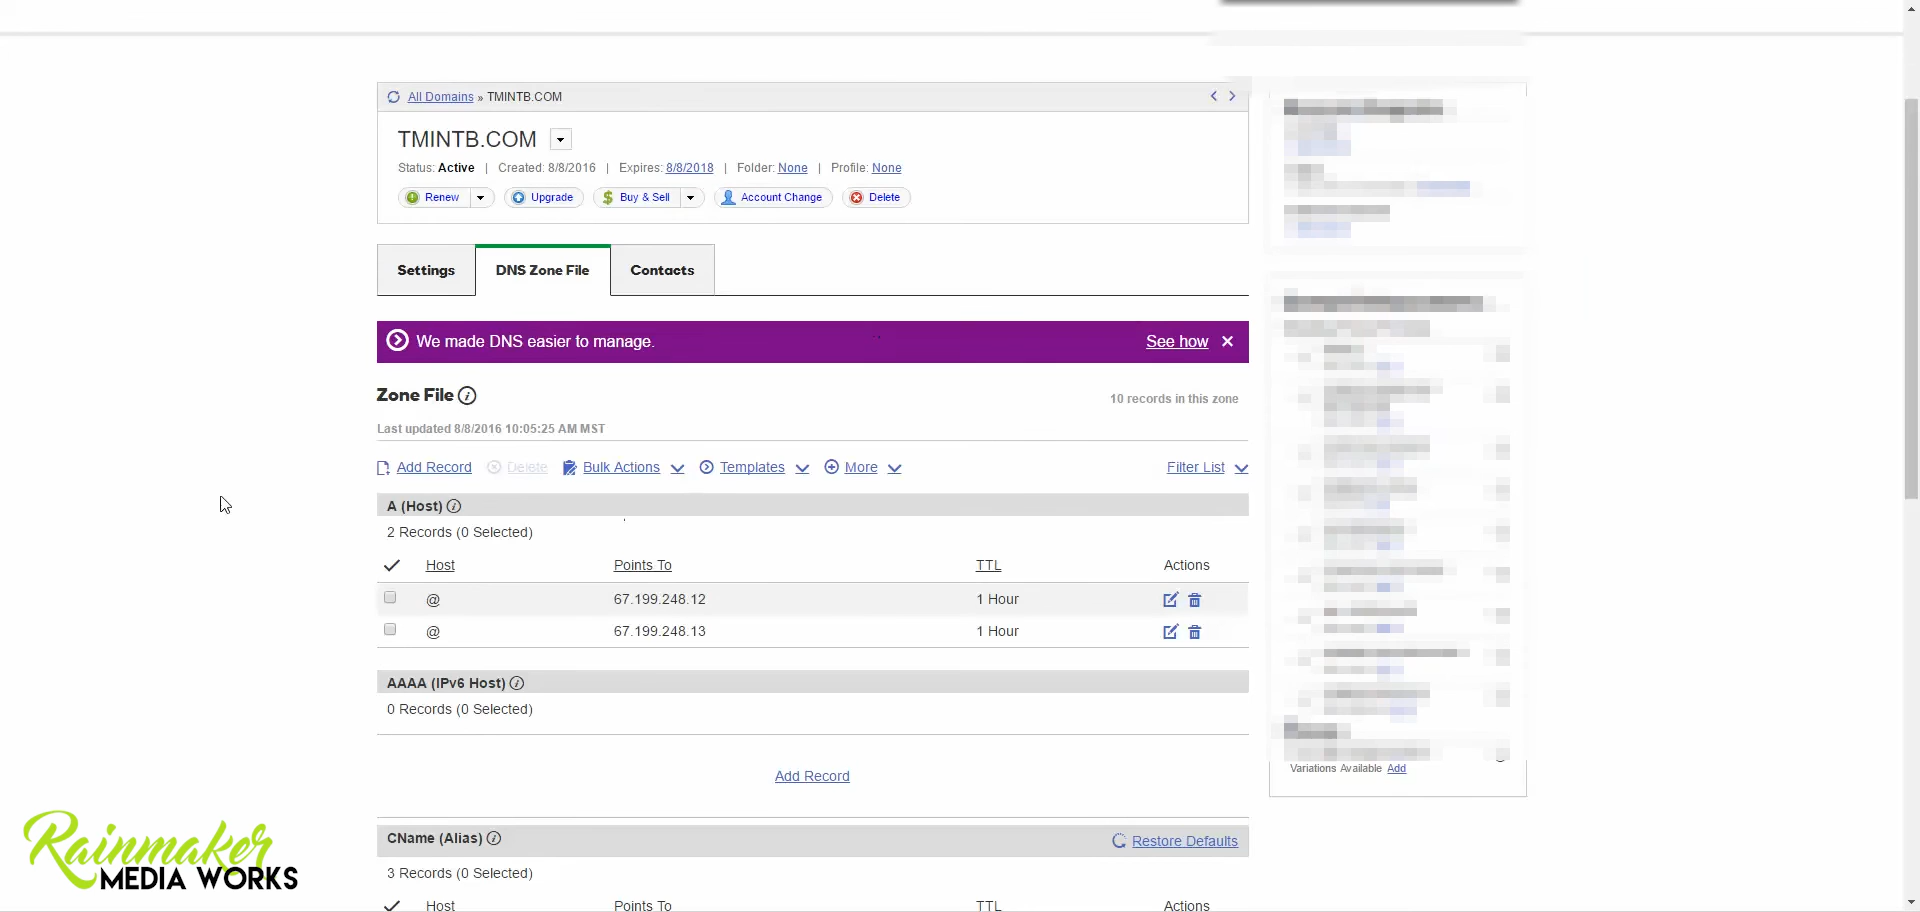 All Domains » TMINTB.COM
TMINTB.COM
Status: Active | Created: 8/8/2016 | Expires: 8/8/2018 | Folder: None | Profile: None
Renew Upgrade Buy & Sell Account Change Delete
Settings DNS Zone File Contacts
We made DNS easier to manage. See how
Zone File
10 records in this zone
Last updated 8/8/2016 10:05:25 AM MST
Add Record Delete Bulk Actions Templates More Filter List
A (Host)
2 Records (0 Selected)
Host Points To TTL Actions
@ 67.199.248.12 1 Hour
@ 67.199.248.13 1 Hour
AAAA (IPv6 Host)
0 Records (0 Selected)
Add Record
CName (Alias) Restore Defaults
3 Records (0 Selected)
Host Points To TTL Actions
Variations Available Add
Rainmaker
MEDIA WORKS